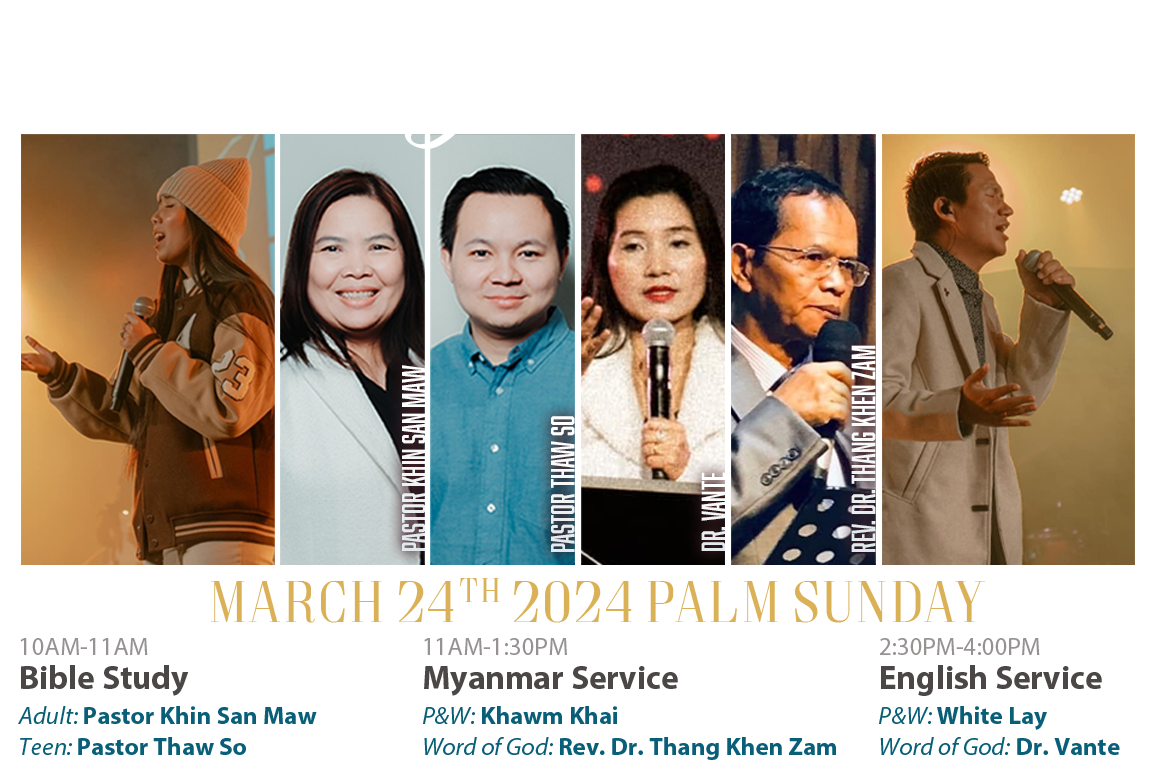 PASTOR KHIN SAN MAW
PASTOR THAW SO
DR. VANTE
REV. DR. THANG KHEN ZAM
MARCH 24TH 2024 PALM SUNDAY
10AM-11AM
Bible Study
Adult: Pastor Khin San Maw
Teen: Pastor Thaw So
11AM-1:30PM
Myanmar Service
P&W: Khawm Khai
Word of God: Rev. Dr. Thang Khen Zam
2:30PM-4:00PM
English Service
P&W: White Lay
Word of God: Dr. Vante